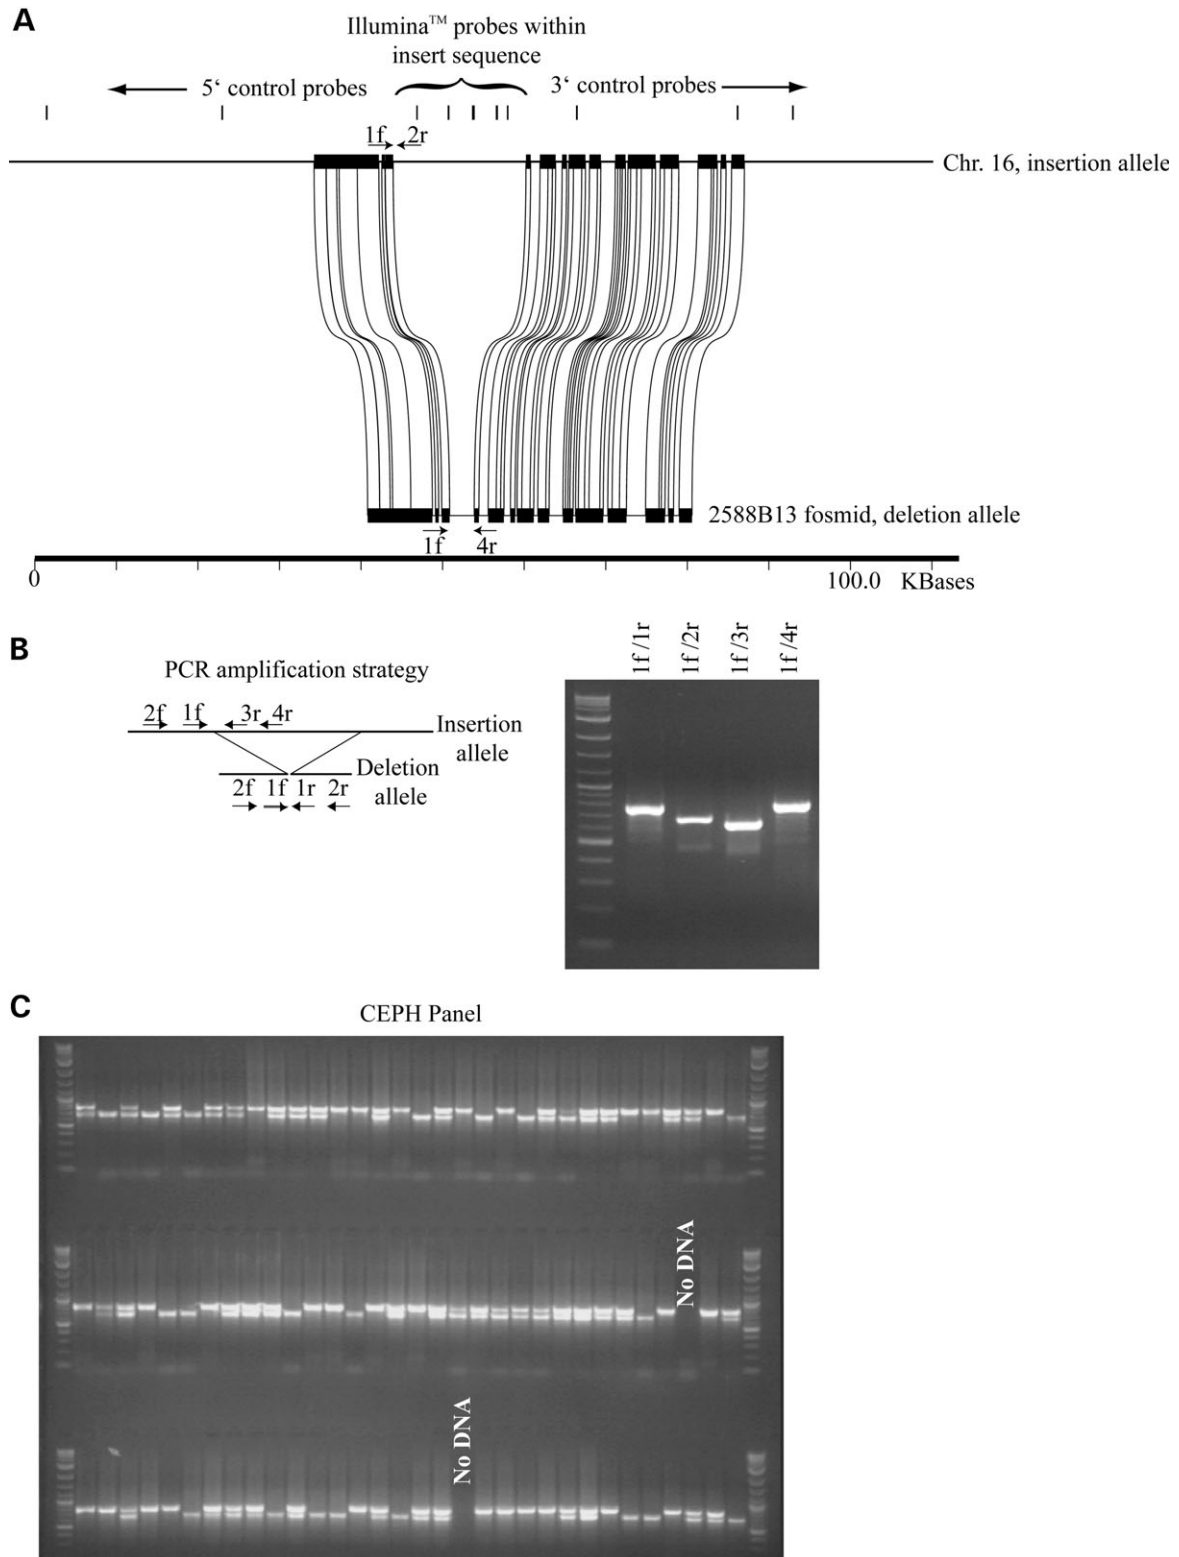 A
Illumina™ probes within
insert sequence
5‘ control probes
3‘ control probes
1f
2r
Chr. 16, insertion allele
2588B13 fosmid, deletion allele
1f
4r
0
100.0
KBases
B
PCR amplification strategy
2f
1f
3r
4r
Insertion
allele
Deletion
allele
2f
1f
1r
2r
1f /1r
1f /2r
1f /3r
1f /4r
C
CEPH Panel
No DNA
No DNA